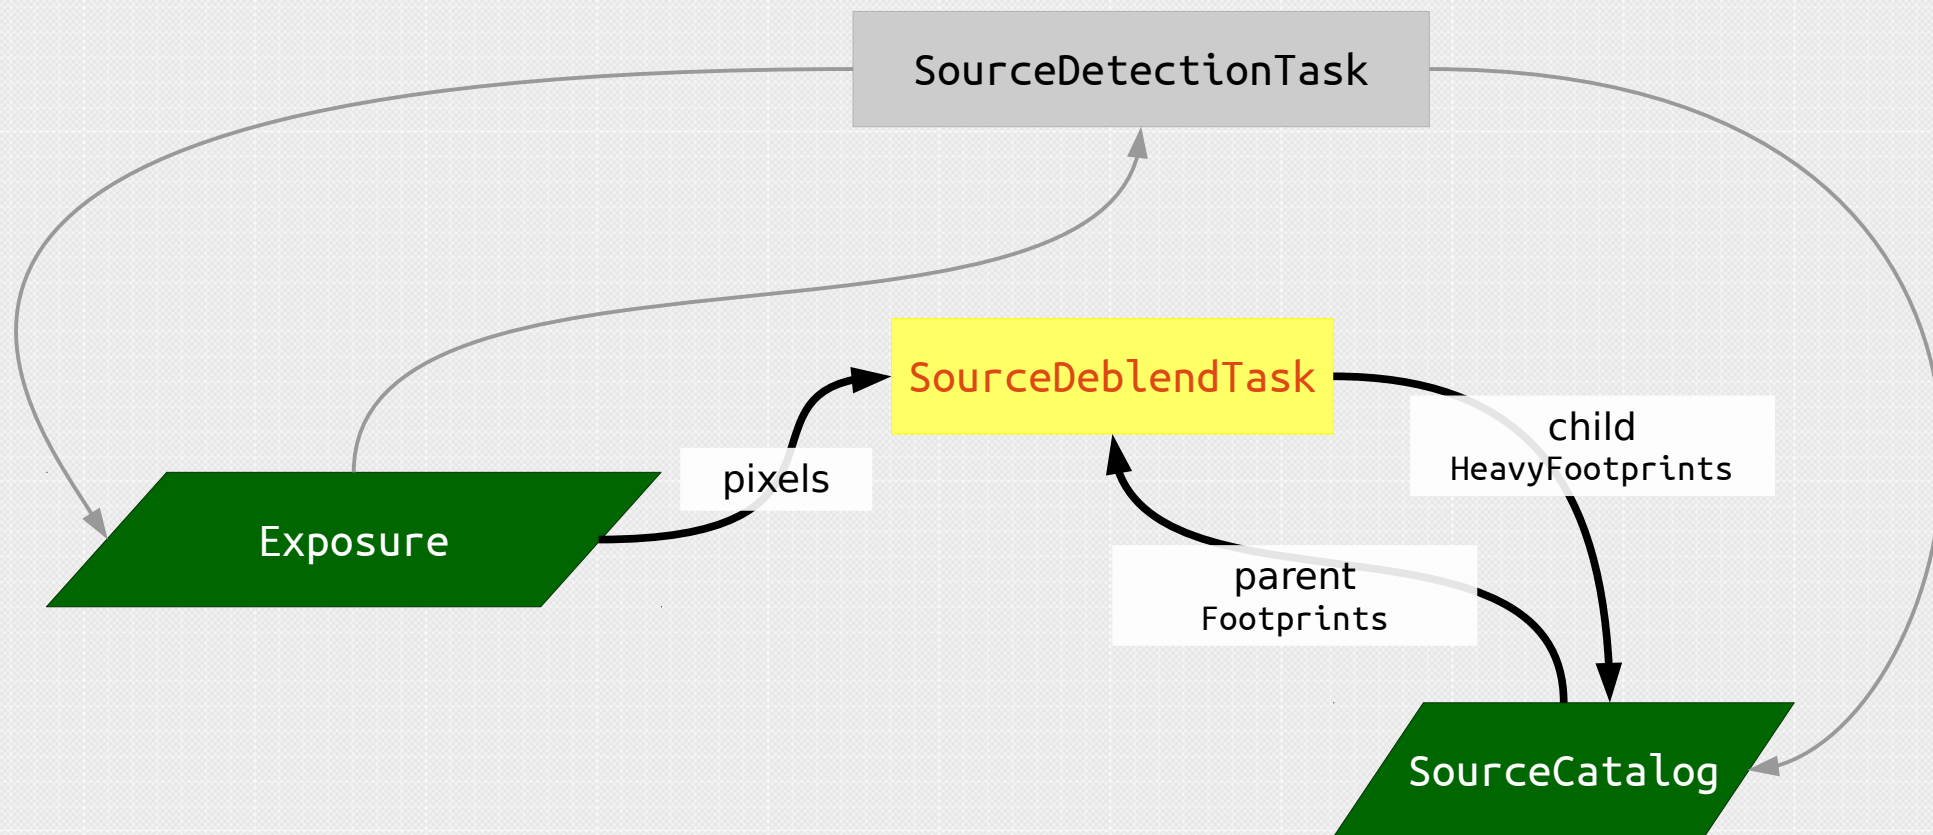 SourceDetectionTask
SourceDeblendTask
pixels
child
HeavyFootprints
Exposure
parent
Footprints
SourceCatalog